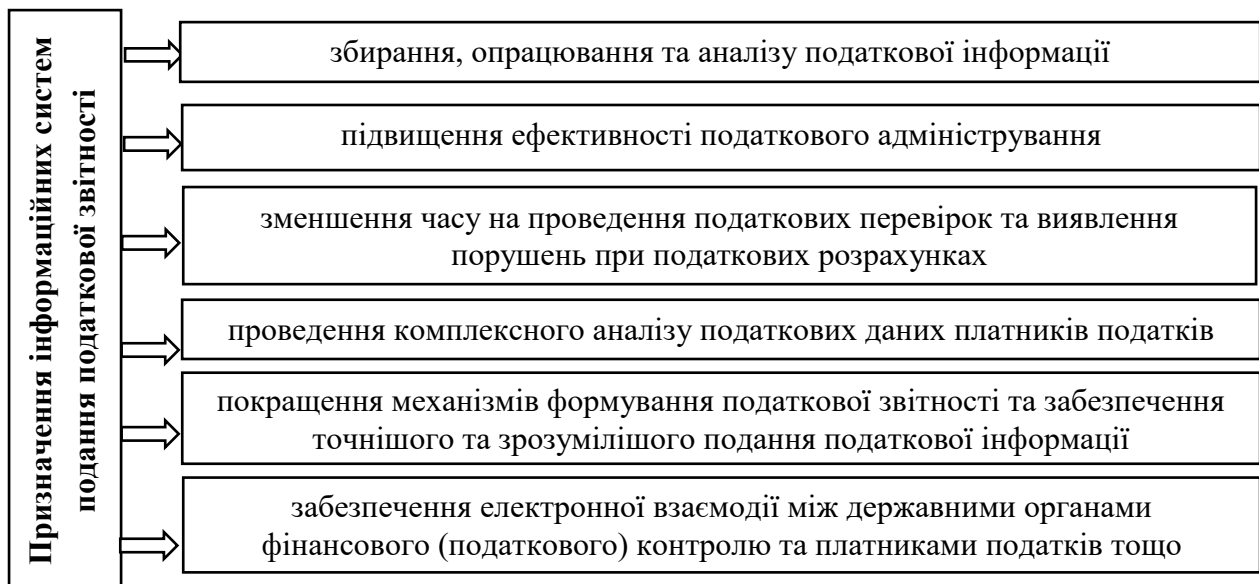 Призначення інформаційних систем
подання податкової звітності
збирання, опрацювання та аналізу податкової інформації
підвищення ефективності податкового адміністрування
зменшення часу на проведення податкових перевірок та виявлення
порушень при податкових розрахунках
проведення комплексного аналізу податкових даних платників податків
покращення механізмів формування податкової звітності та забезпечення
точнішого та зрозумілішого подання податкової інформації
забезпечення електронної взаємодії між державними органами
фінансового (податкового) контролю та платниками податків тощо